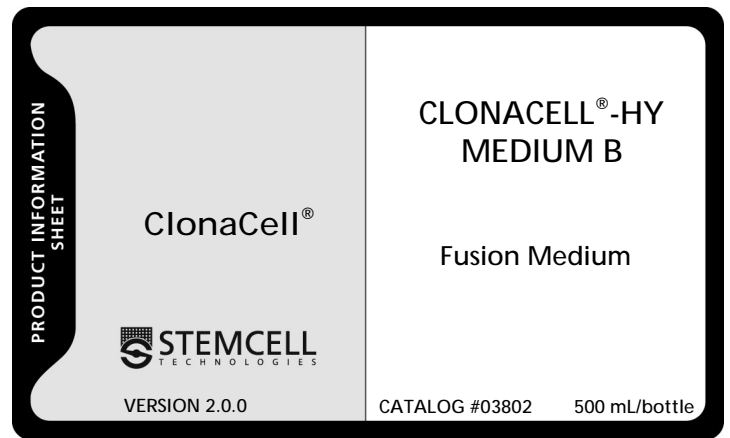 PRODUCT INFORMATION
SHEET
ClonaCell®
STEMCELL
TECHNOLOGIES
VERSION 2.0.0
CLONACELL®-HY
MEDIUM B
Fusion Medium
CATALOG #03802 500 mL/bottle